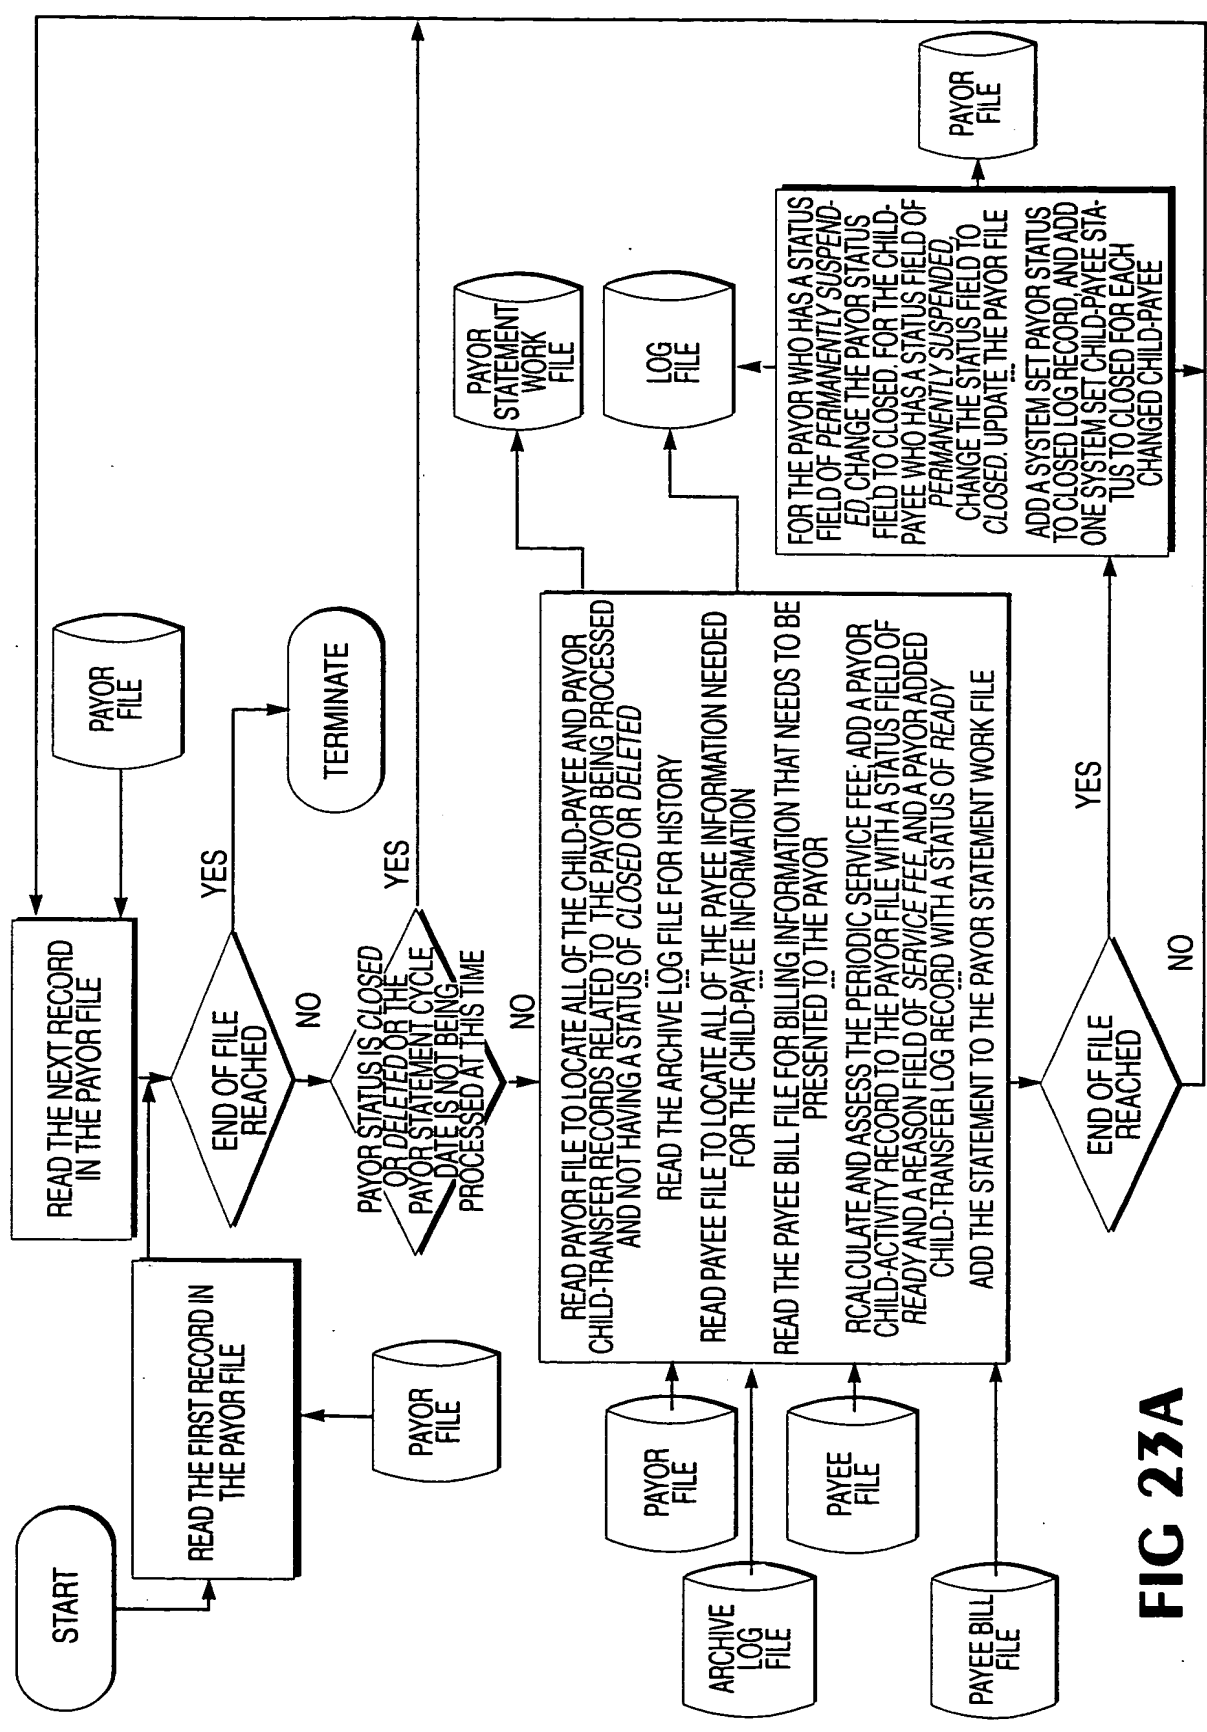 START
READ THE FIRST RECORD IN
THE PAYOR FILE
PAYOR
FILE
READ THE NEXT RECORD
IN THE PAYOR FILE
PAYOR
FILE
END OF FILE
REACHED
YES
TERMINATE
NO
PAYOR STATUS IS CLOSED
OR DELETED OR THE
PAYOR STATEMENT CYCLE
DATE IS NOT BEING
PROCESSED AT THIS TIME
YES
NO
READ PAYOR FILE TO LOCATE ALL OF THE CHILD-PAYEE AND PAYOR
CHILD-TRANSFER RECORDS RELATED TO THE PAYOR BEING PROCESSED
AND NOT HAVING A STATUS OF CLOSED OR DELETED
READ THE ARCHIVE LOG FILE FOR HISTORY
READ PAYEE FILE TO LOCATE ALL OF THE PAYEE INFORMATION NEEDED
FOR THE CHILD-PAYEE INFORMATION
READ THE PAYEE BILL FILE FOR BILLING INFORMATION THAT NEEDS TO BE
PRESENTED TO THE PAYOR
RCALCULATE AND ASSESS THE PERIODIC SERVICE FEE; ADD A PAYOR
CHILD-ACTIVITY RECORD TO THE PAYOR FILE WITH A STATUS FIELD OF
READY AND A REASON FIELD OF SERVICE FEE, AND A PAYOR ADDED
CHILD-TRANSFER LOG RECORD WITH A STATUS OF READY
ADD THE STATEMENT TO THE PAYOR STATEMENT WORK FILE
PAYOR
FILE
ARCHIVE
LOG
FILE
PAYEE
FILE
PAYEE BILL
FILE
PAYOR
STATEMENT
WORK
FILE
LOG
FILE
END OF FILE
REACHED
YES
NO
FOR THE PAYOR WHO HAS A STATUS
FIELD OF PERMANENTLY SUSPEND-
ED, CHANGE THE PAYOR STATUS
FIELD TO CLOSED. FOR THE CHILD-
PAYEE WHO HAS A STATUS FIELD OF
PERMANENTLY SUSPENDED,
CHANGE THE STATUS FIELD TO
CLOSED. UPDATE THE PAYOR FILE
ADD A SYSTEM SET PAYOR STATUS
TO CLOSED LOG RECORD, AND ADD
ONE SYSTEM SET CHILD-PAYEE STA-
TUS TO CLOSED FOR EACH
CHANGED CHILD-PAYEE
PAYOR
FILE
FIG 23A